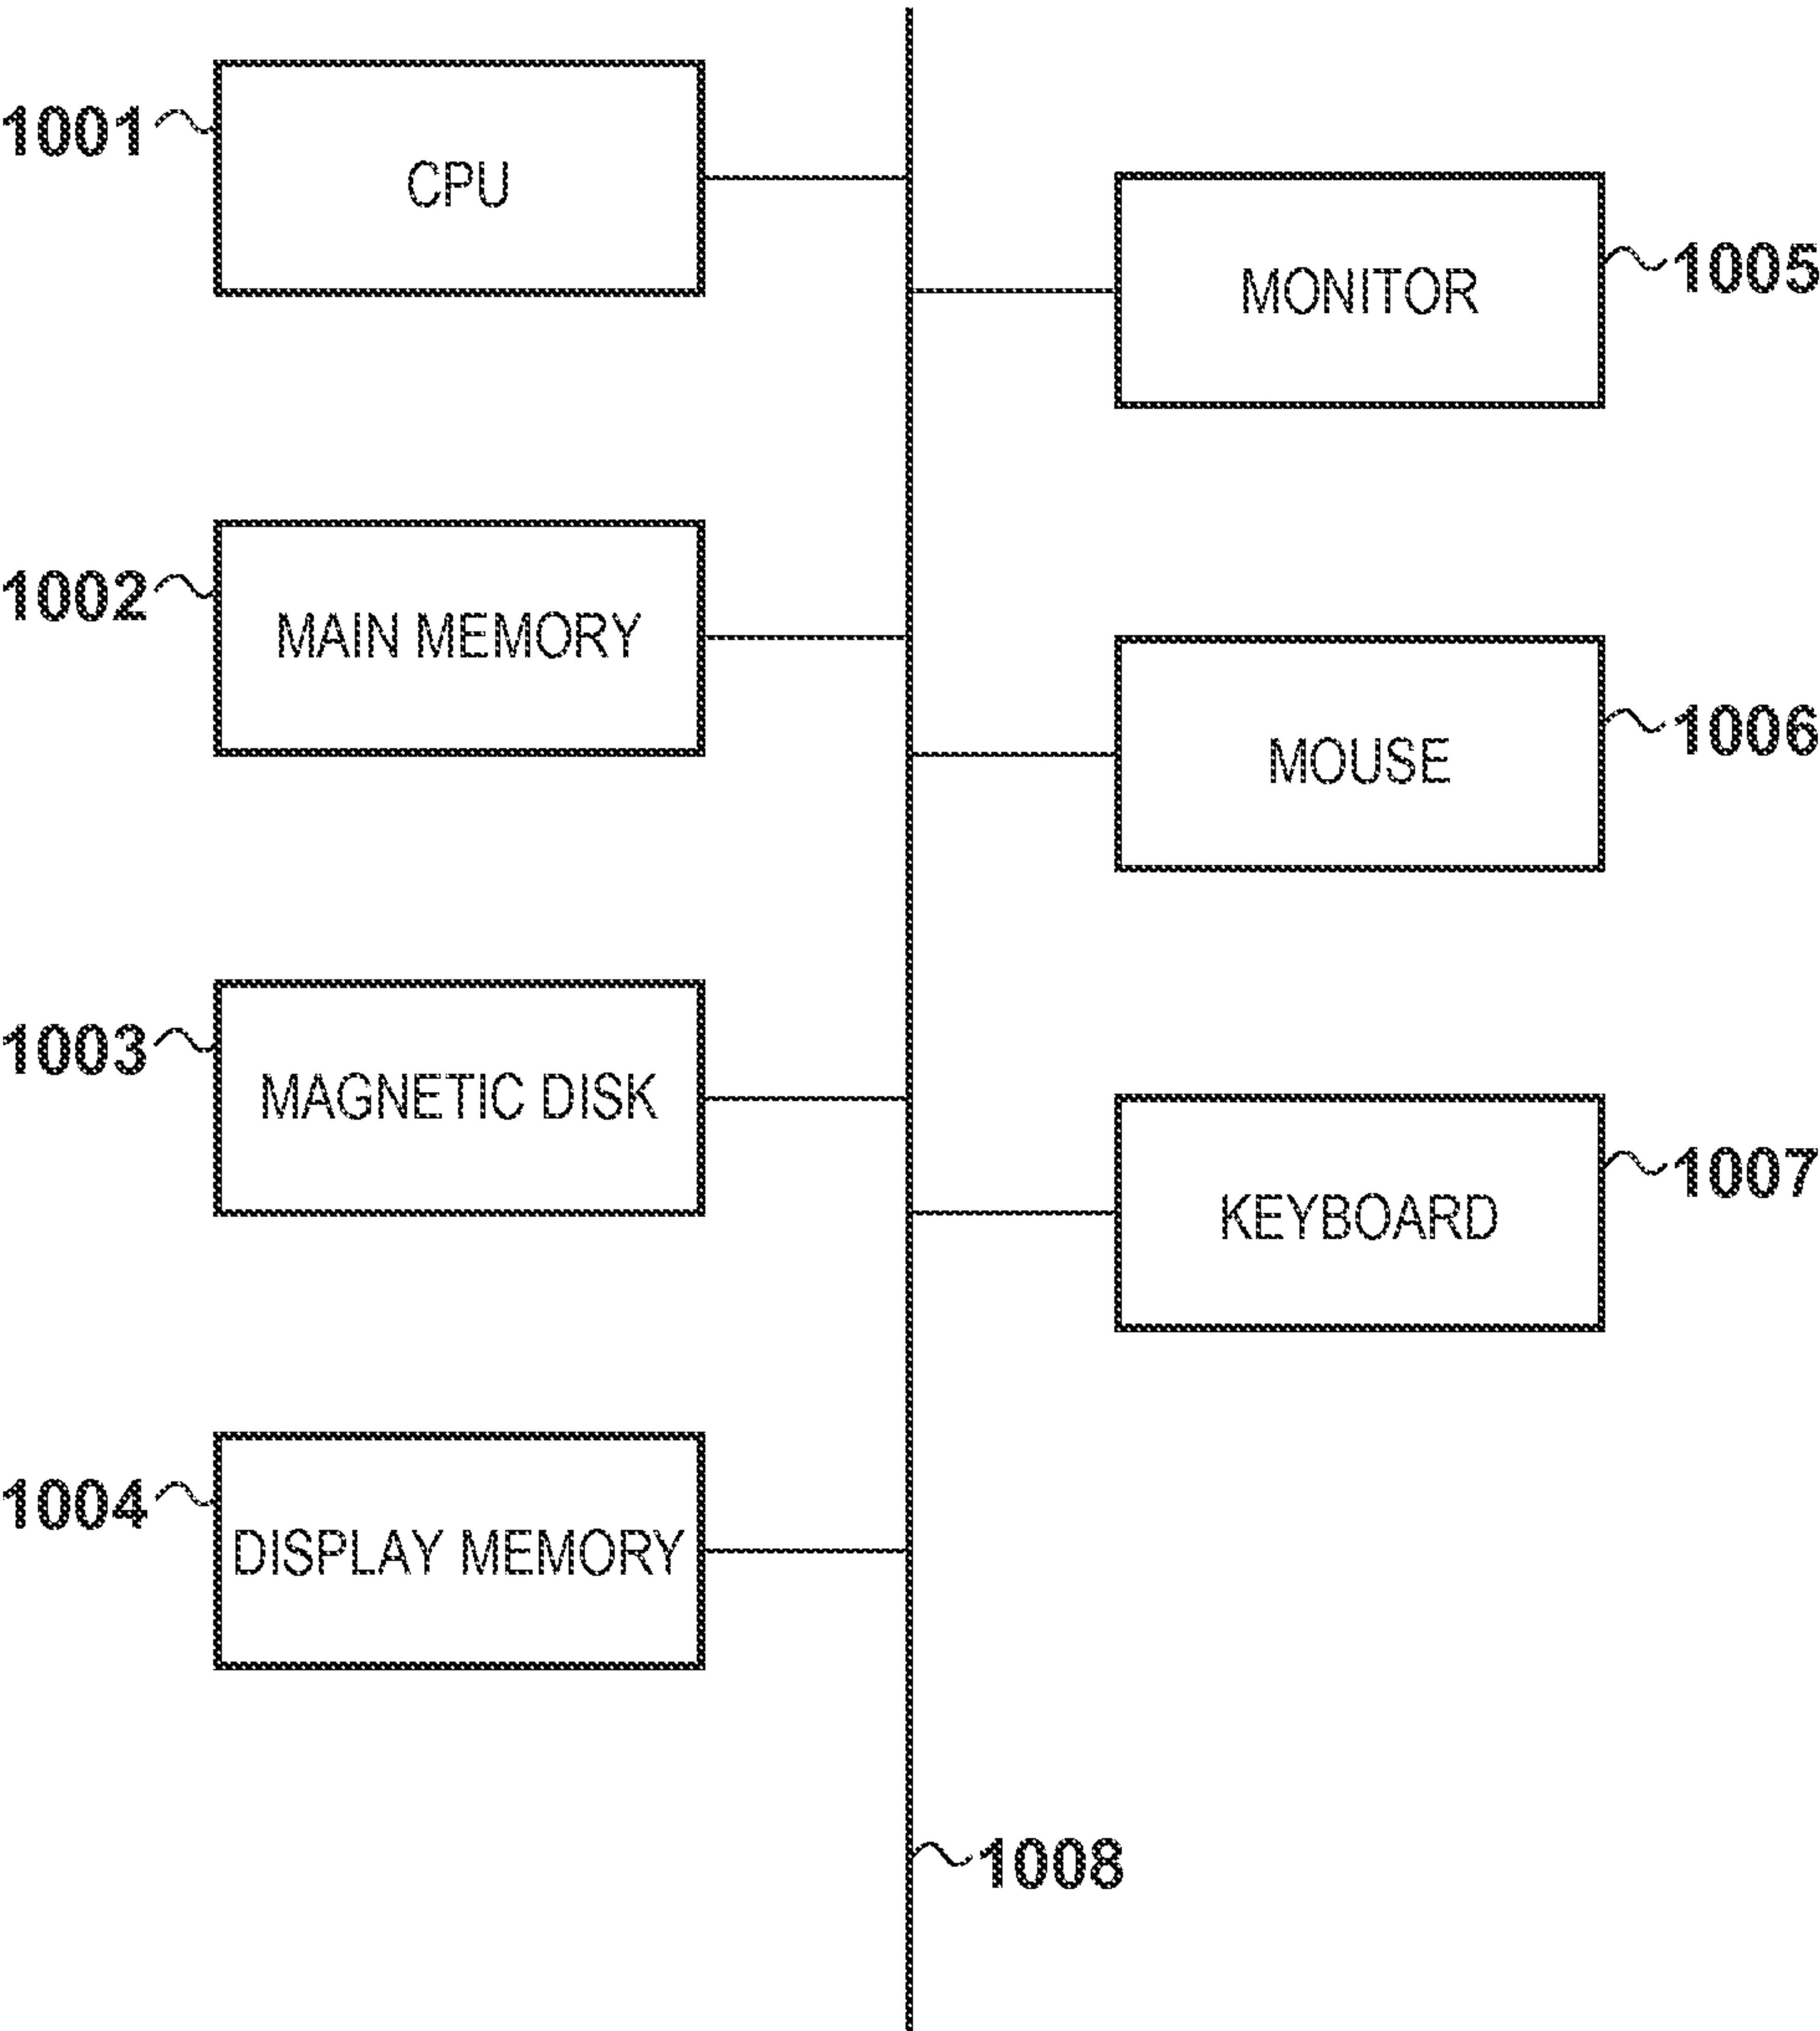 1001
CPU
MONITOR
1005
1002
MAIN MEMORY
MOUSE
1006
1003
MAGNETIC DISK
KEYBOARD
1007
1004
DISPLAY MEMORY
1008